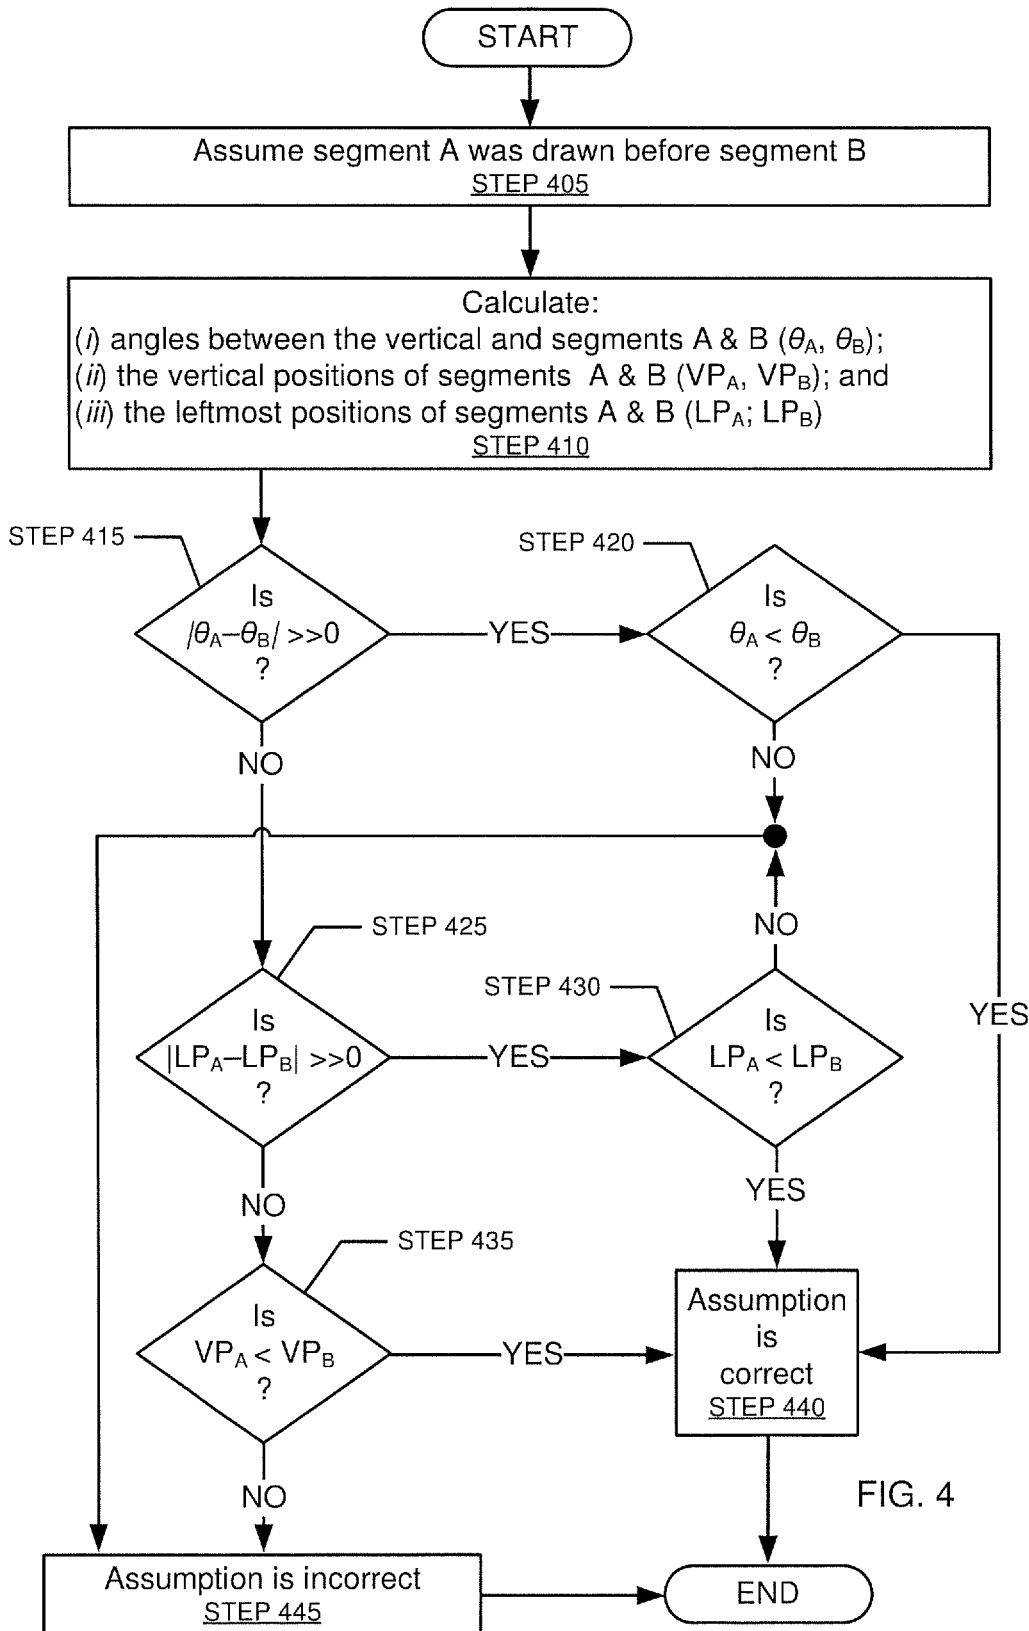 START
Assume segment A was drawn before segment B
STEP 405
Calculate:
(i) angles between the vertical and segments A & B (θA, θB);
(ii) the vertical positions of segments A & B (VPA, VPB); and
(iii) the leftmost positions of segments A & B (LPA; LPB)
STEP 410
STEP 415
Is
|θA–θB| >>0
?
YES
NO
STEP 420
Is
θA < θB
?
NO
YES
STEP 425
Is
|LPA–LPB| >>0
?
YES
NO
STEP 430
Is
LPA < LPB
?
NO
YES
STEP 435
Is
VPA < VPB
?
YES
NO
Assumption
is
correct
STEP 440
FIG. 4
Assumption is incorrect
STEP 445
END